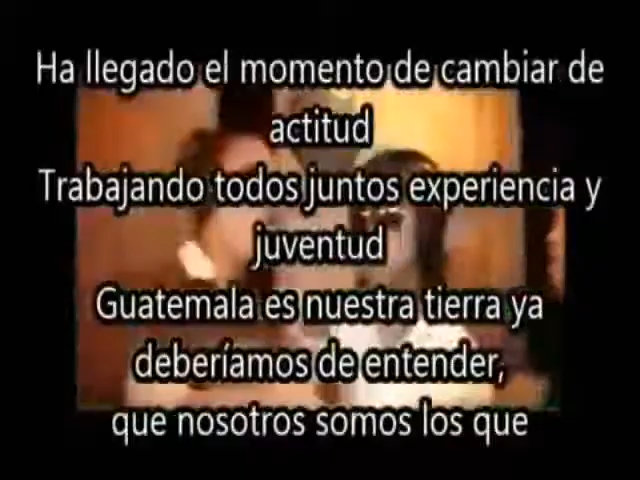 Ha llegado el momento de cambiar de
actitud
Trabajando todos juntos experiencia y
juventud
Guatemala es nuestra tierra ya
deberíamos de entender,
que nosotros somos los que